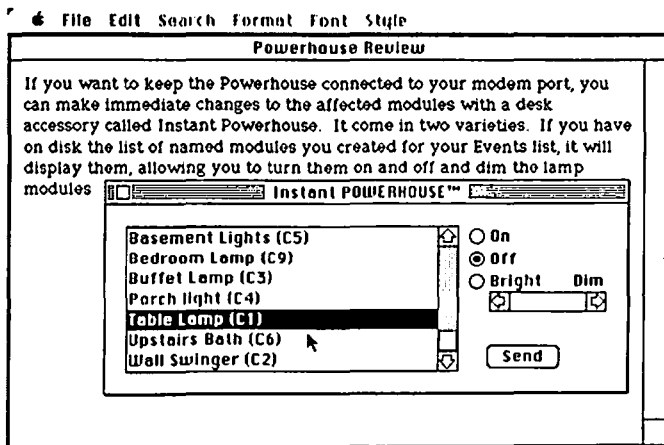 File Edit Search Format Font Style
Powerhouse Review
If you want to keep the Powerhouse connected to your modem port, you
can make immediate changes to the affected modules with a desk
accessory called Instant Powerhouse. It come in two varieties. If you have
on disk the list of named modules you created for your Events list, it will
display them, allowing you to turn them on and off and dim the lamp
modules
Instant POWERHOUSE™
Basement Lights (C5)
Bedroom Lamp (C9)
Buffet Lamp (C3)
Porch light (C4)
Table Lamp (C1)
Upstairs Bath (C6)
Wall Swinger (C2)
On
Off
Bright Dim
Send